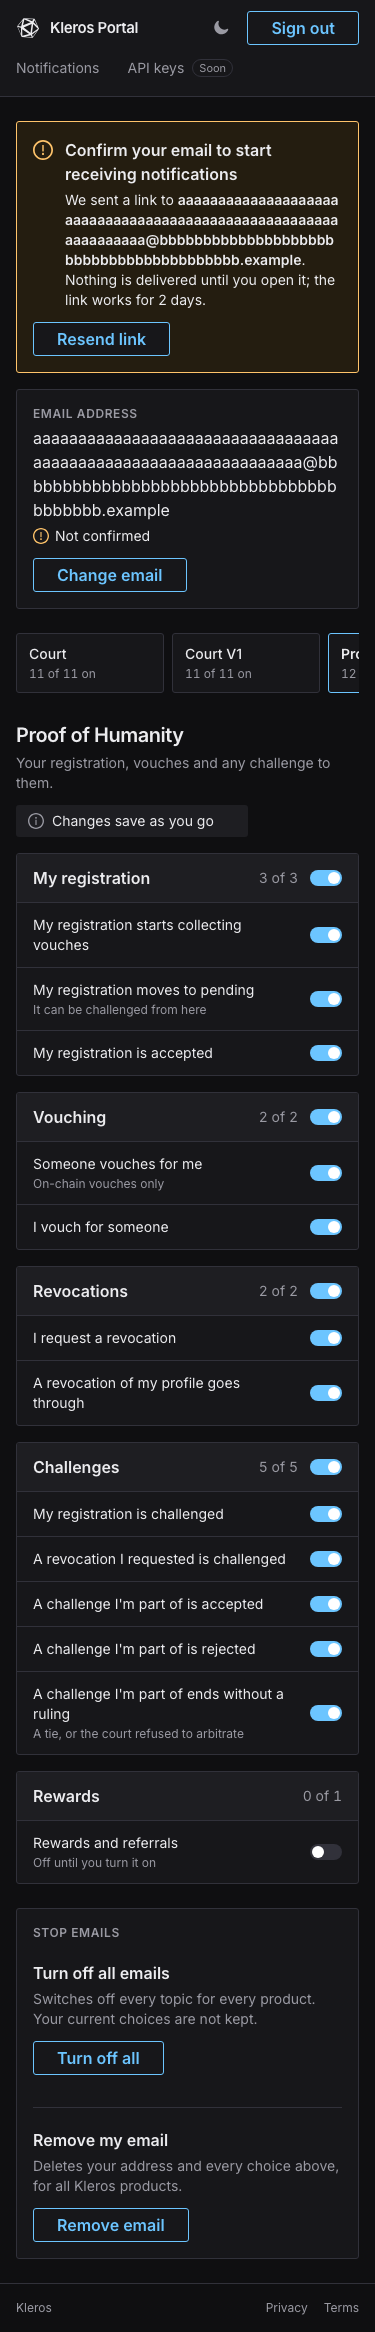 Kleros Portal
Sign out
Notifications
API keys
Soon
Confirm your email to start
receiving notifications
We sent a link to aaaaaaaaaaaaaaaaaaaa
aaaaaaaaaaaaaaaaaaaaaaaaaaaaaaaaaa
aaaaaaaaaa@bbbbbbbbbbbbbbbbbbbb
bbbbbbbbbbbbbbbbbbbb.example.
Nothing is delivered until you open it; the
link works for 2 days.
Resend link
EMAIL ADDRESS
aaaaaaaaaaaaaaaaaaaaaaaaaaaaaaaaaa
aaaaaaaaaaaaaaaaaaaaaaaaaaaaaa@bb
bbbbbbbbbbbbbbbbbbbbbbbbbbbbbbb
bbbbbbb.example
Not confirmed
Change email
Court
11 of 11 on
Court V1
11 of 11 on
Pro
12
Proof of Humanity
Your registration, vouches and any challenge to
them.
Changes save as you go
My registration
3 of 3
My registration starts collecting
vouches
My registration moves to pending
It can be challenged from here
My registration is accepted
Vouching
2 of 2
Someone vouches for me
On-chain vouches only
I vouch for someone
Revocations
2 of 2
I request a revocation
A revocation of my profile goes
through
Challenges
5 of 5
My registration is challenged
A revocation I requested is challenged
A challenge I'm part of is accepted
A challenge I'm part of is rejected
A challenge I'm part of ends without a
ruling
A tie, or the court refused to arbitrate
Rewards
0 of 1
Rewards and referrals
Off until you turn it on
STOP EMAILS
Turn off all emails
Switches off every topic for every product.
Your current choices are not kept.
Turn off all
Remove my email
Deletes your address and every choice above,
for all Kleros products.
Remove email
Kleros
Privacy
Terms